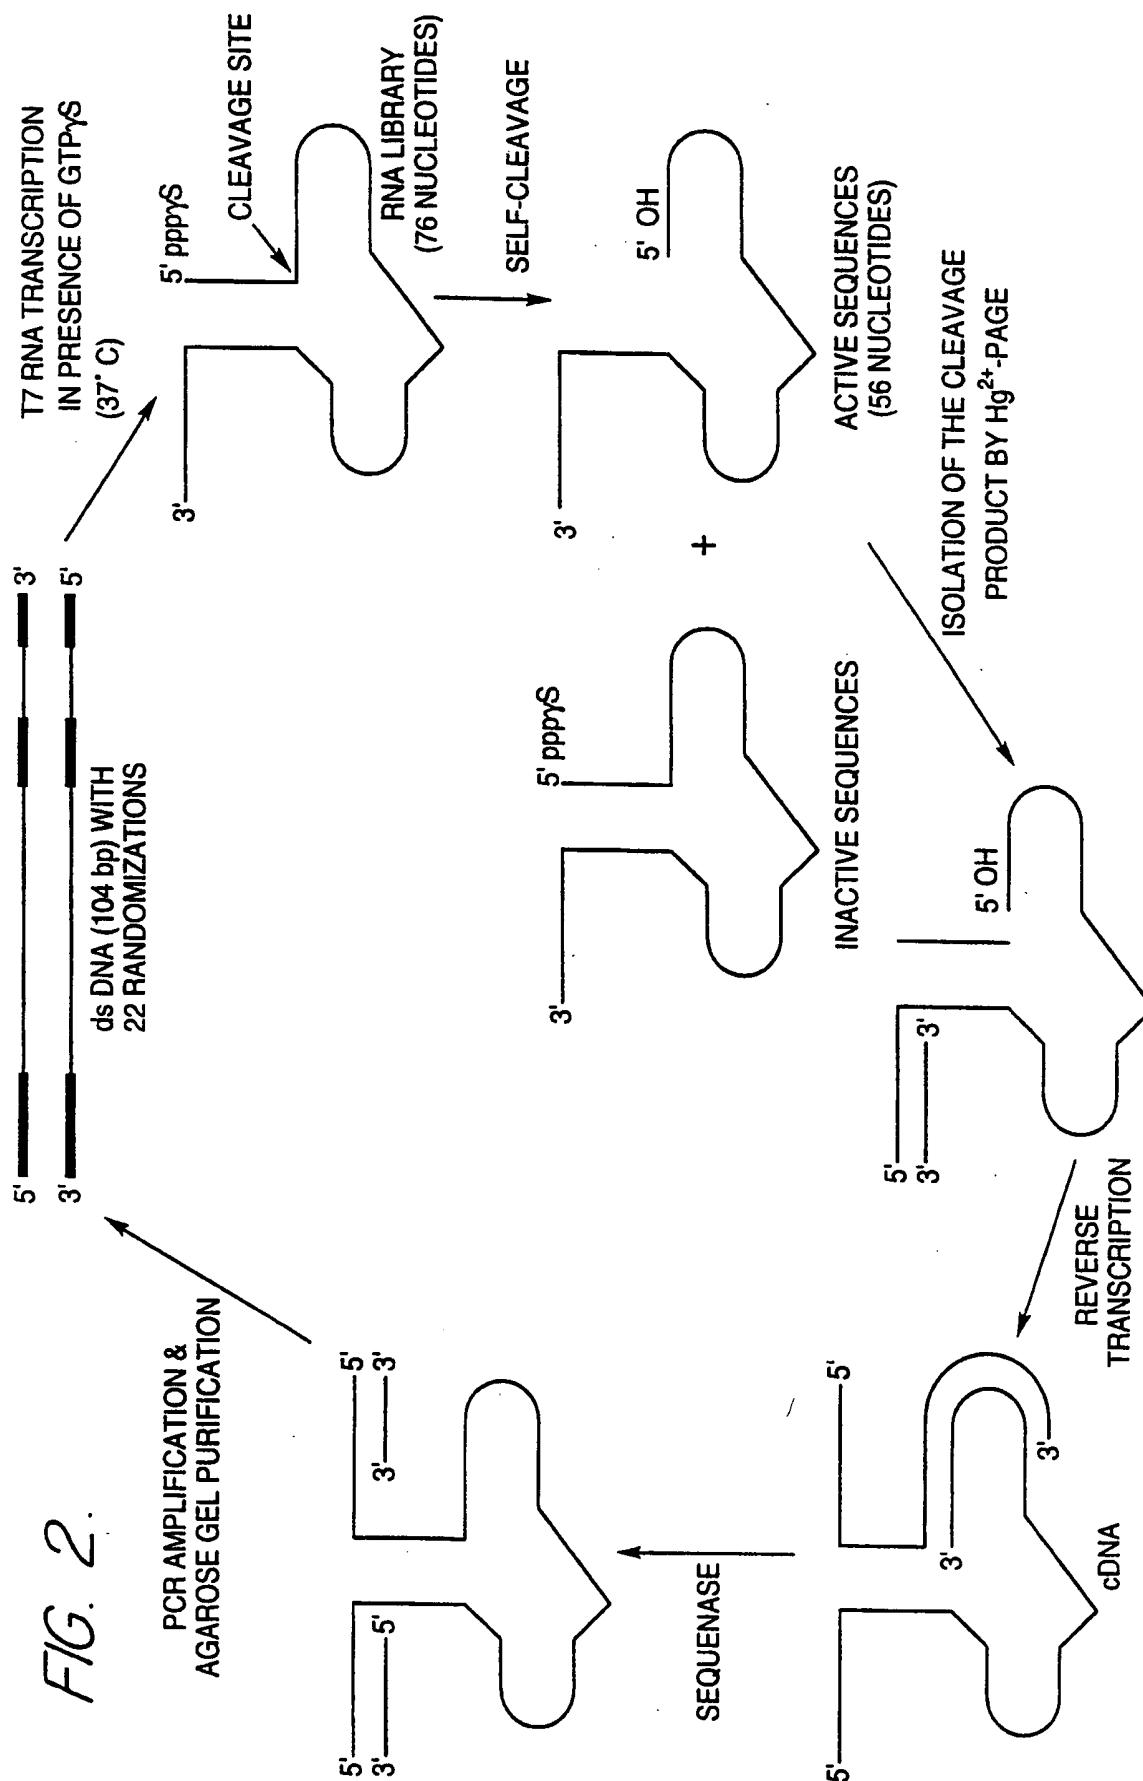 FIG. 2.
5'
3'
3'
5'
ds DNA (104 bp) WITH
22 RANDOMIZATIONS
T7 RNA TRANSCRIPTION
IN PRESENCE OF GTPγS
(37° C)
3'
5' pppγS
CLEAVAGE SITE
RNA LIBRARY
(76 NUCLEOTIDES)
SELF-CLEAVAGE
3'
5' pppγS
INACTIVE SEQUENCES
+
3'
5' OH
ACTIVE SEQUENCES
(56 NUCLEOTIDES)
ISOLATION OF THE CLEAVAGE
PRODUCT BY Hg²⁺-PAGE
5'
3'
3'
5' OH
REVERSE
TRANSCRIPTION
5'
5'
3'
3'
cDNA
SEQUENASE
5'
3'
5'
5'
3'
3'
PCR AMPLIFICATION &
AGAROSE GEL PURIFICATION